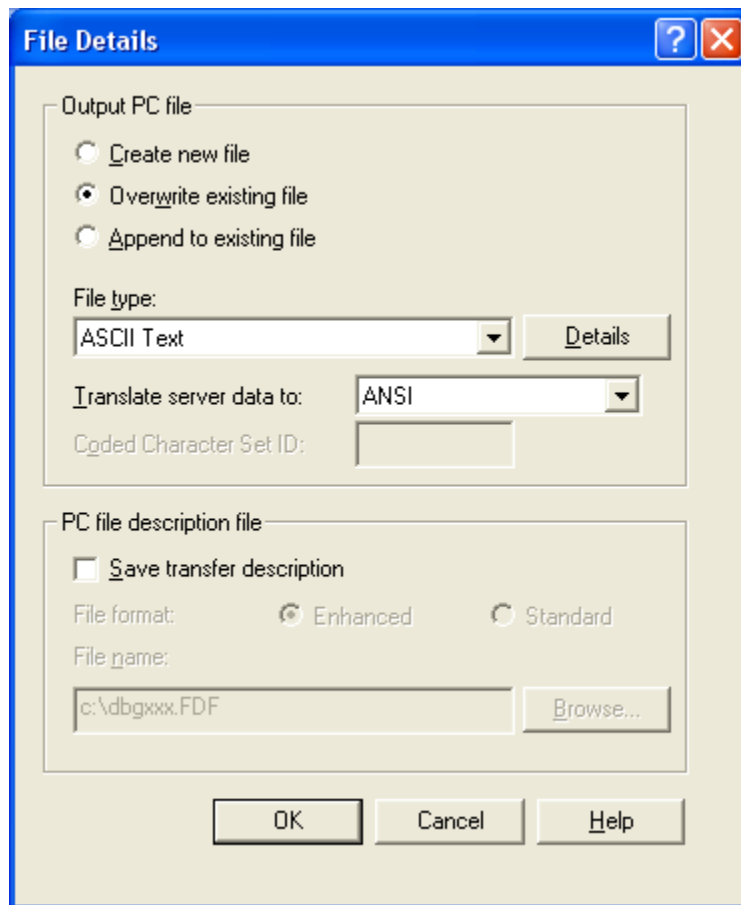 File Details
Output PC file
Create new file
Overwrite existing file
Append to existing file
File type:
ASCII Text
Details
Translate server data to:
ANSI
Coded Character Set ID:
PC file description file
Save transfer description
File format:
Enhanced
Standard
File name:
c:\dbgxxx.FDF
Browse...
OK
Cancel
Help